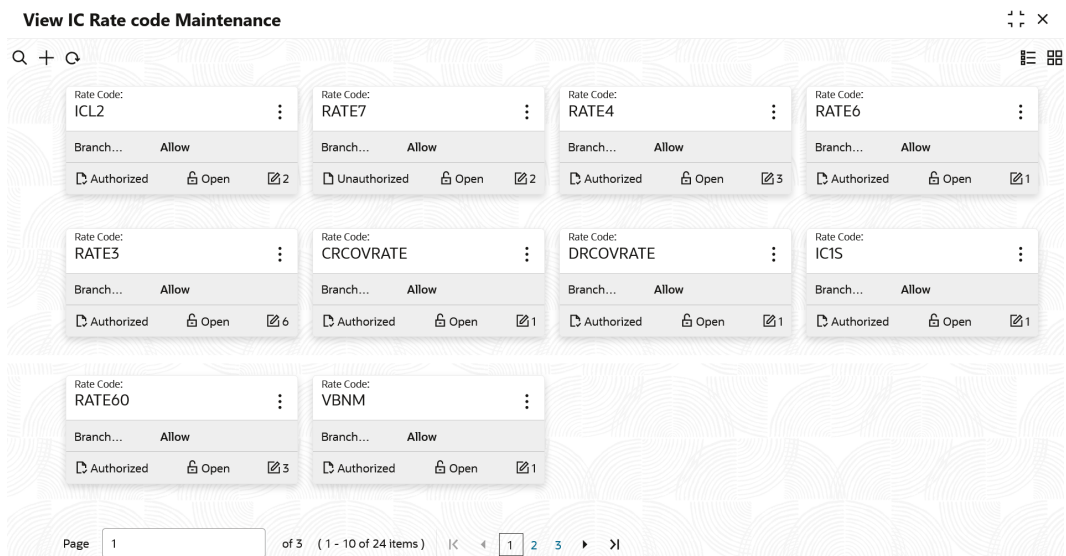 View IC Rate code Maintenance
Rate Code: Rate Code: Rate Code: Rate Code:
ICL2 RATE7 RATE4 RATE6
Branch... Allow Branch... Allow Branch... Allow Branch... Allow
Authorized Open 2 Unauthorized Open 2 Authorized Open 3 Authorized Open 1
Rate Code: Rate Code: Rate Code: Rate Code:
RATE3 CRCOVRATE DRCOVRATE IC1S
Branch... Allow Branch... Allow Branch... Allow Branch... Allow
Authorized Open 6 Authorized Open 1 Authorized Open 1 Authorized Open 1
Rate Code: Rate Code:
RATE60 VBNM
Branch... Allow Branch... Allow
Authorized Open 3 Authorized Open 1
Page 1 of 3 (1 - 10 of 24 items) 1 2 3